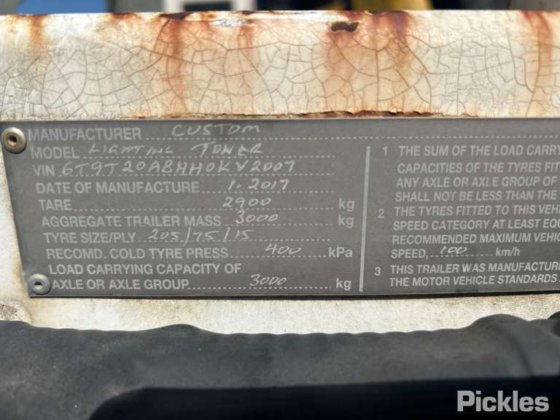 MANUFACTURER CUSTOM
MODEL LIGHTING TOWER
VIN 6T9T20ABHH0KV2007
DATE OF MANUFACTURE 1.2017
TARE 2900 kg
AGGREGATE TRAILER MASS 3000 kg
TYRE SIZE/PLY 205/75/15
RECOMD. COLD TYRE PRESS 400 kPa
LOAD CARRYING CAPACITY OF
AXLE OR AXLE GROUP 3000 kg
1 THE SUM OF THE LOAD CARRY
CAPACITIES OF THE TYRES FI
ANY AXLE OR AXLE GROUP OF
SHALL NOT BE LESS THAN THE
2 THE TYRES FITTED TO THIS VEH
SPEED CATEGORY AT LEAST EQU
RECOMMENDED MAXIMUM VEHIC
SPEED, 100 km/h
3 THIS TRAILER WAS MANUFACTURE
THE MOTOR VEHICLE STANDARDS
Pickles